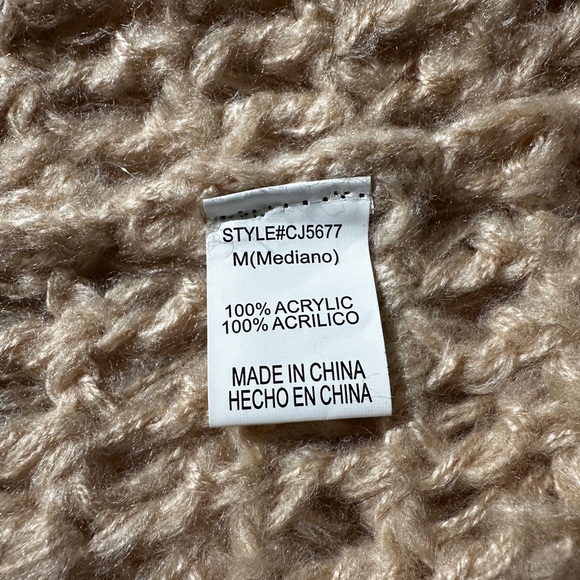 STYLE#CJ5677
M(Mediano)
100% ACRYLIC
100% ACRILICO
MADE IN CHINA
HECHO EN CHINA